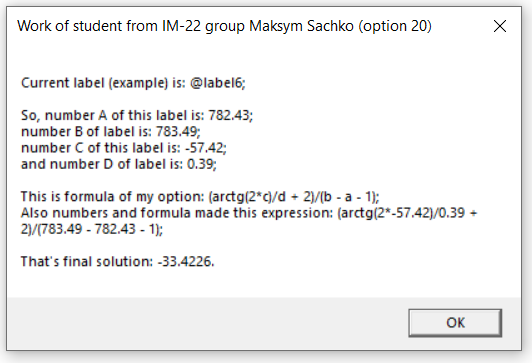 Work of student from IM-22 group Maksym Sachko (option 20)
Current label (example) is: @label6;
So, number A of this label is: 782.43;
number B of label is: 783.49;
number C of this label is: -57.42;
and number D of label is: 0.39;
This is formula of my option: (arctg(2*c)/d + 2)/(b - a - 1);
Also numbers and formula made this expression: (arctg(2*-57.42)/0.39 +
2)/(783.49 - 782.43 - 1);
That's final solution: -33.4226.
OK